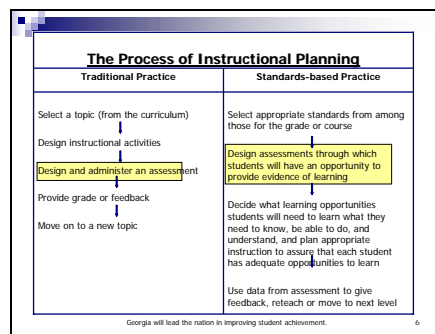 The Process of Instructional Planning
Traditional Practice
Select a topic (from the curriculum)
Design instructional activities
Design and administer an assessment
Provide grade or feedback
Move on to a new topic
Standards-based Practice
Select appropriate standards from among
those for the grade or course
Design assessments through which
students will have an opportunity to
provide evidence of learning
Decide what learning opportunities
students will need to learn what they
need to know, be able to do, and
understand, and plan appropriate
instruction to assure that each student
has adequate opportunities to learn
Use data from assessment to give
feedback, reteach or move to next level
Georgia will lead the nation in improving student achievement.
6